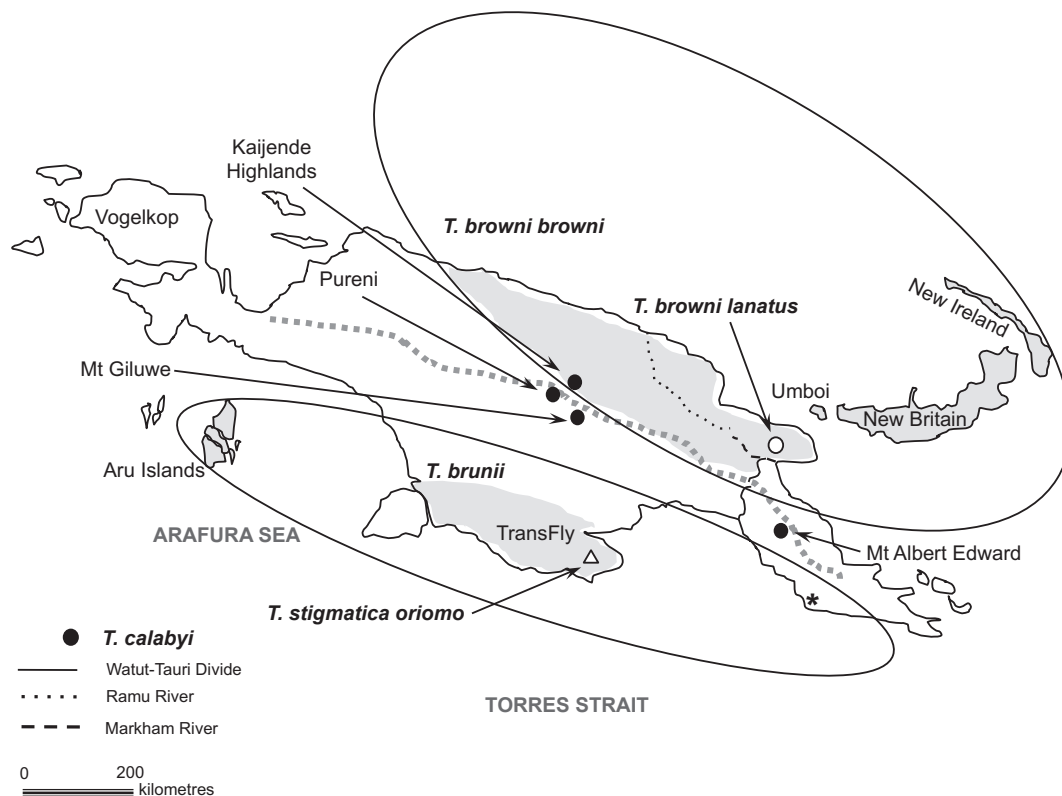 Kaijende
Highlands
Vogelkop
T. browni browni
Pureni
New Ireland
T. browni lanatus
Mt Giluwe
Umboi
New Britain
Aru Islands
T. brunii
ARAFURA SEA
TransFly
Mt Albert Edward
*
T. stigmatica oriomo
T. calabyi
Watut-Tauri Divide
Ramu River
Markham River
TORRES STRAIT
0 200
kilometres